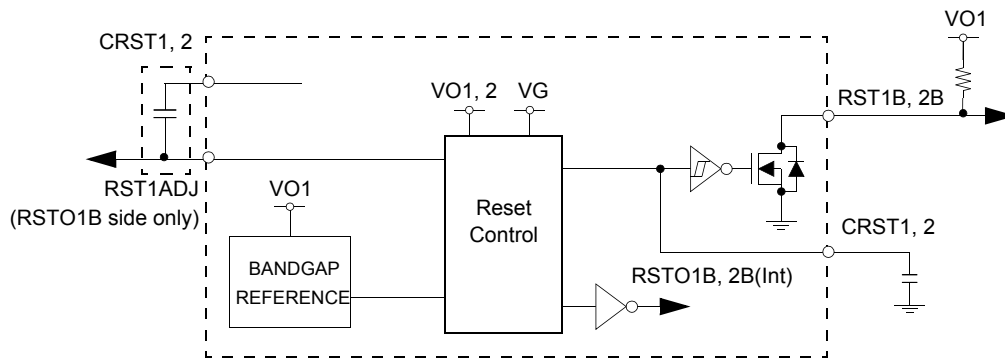 CRST1, 2
VO1
VO1, 2
VG
RST1B, 2B
RST1ADJ
(RSTO1B side only)
VO1
Reset
Control
CRST1, 2
BANDGAP
REFERENCE
RSTO1B, 2B(Int)